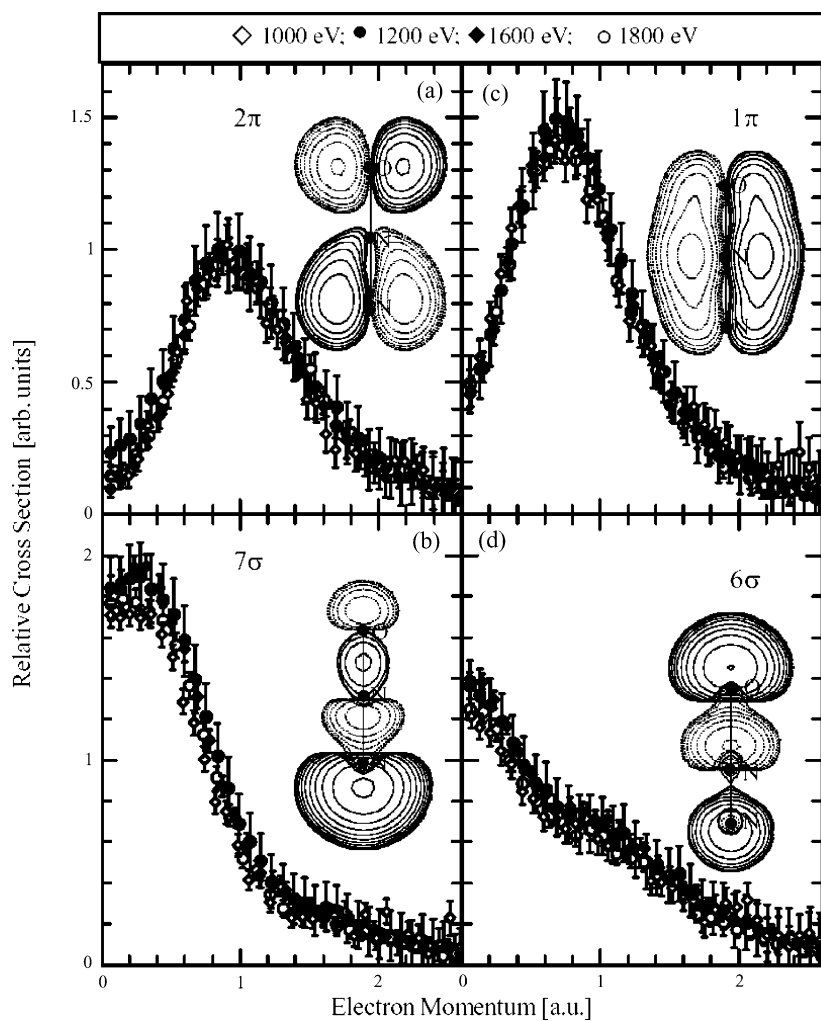 ◇ 1000 eV; ● 1200 eV; ◆ 1600 eV; ○ 1800 eV
(a)
2π
O
N
N
(c)
1π
O
N
N
1.5
1
0.5
0
Relative Cross Section [arb. units]
(b)
7σ
O
N
N
(d)
6σ
O
N
N
2
1
0
0
1
2
0
1
2
Electron Momentum [a.u.]